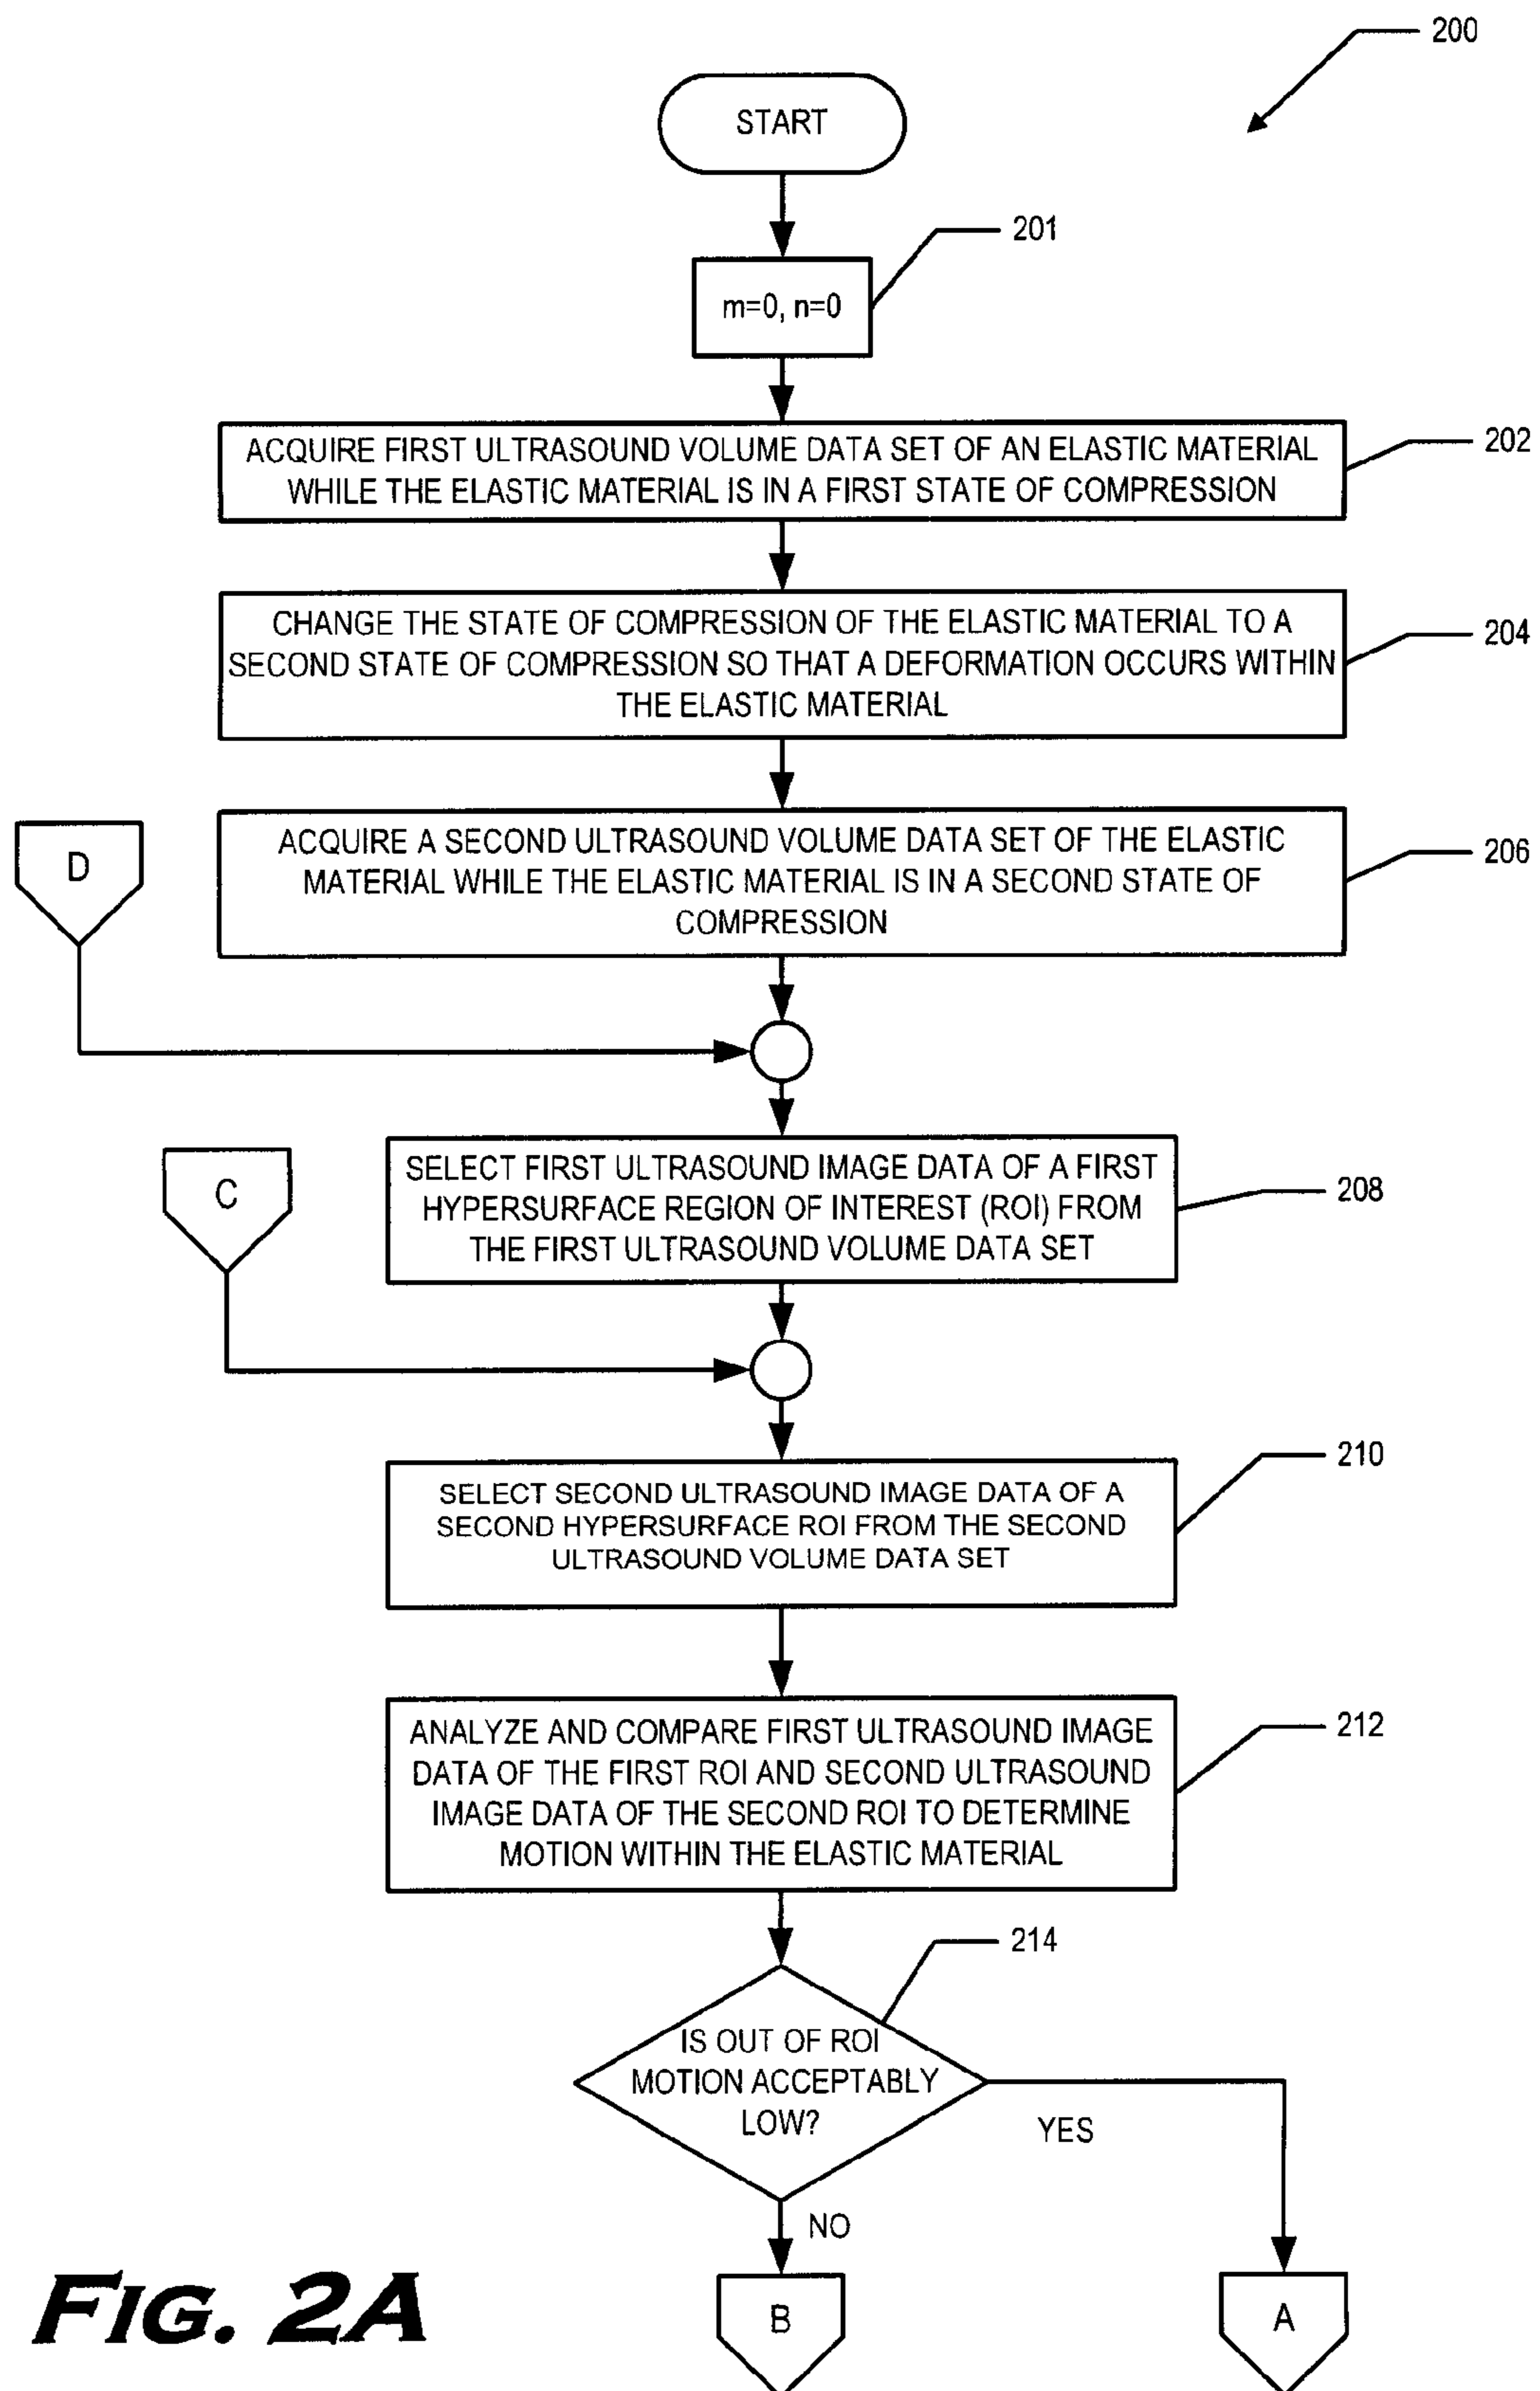 200
START
201
m=0, n=0
ACQUIRE FIRST ULTRASOUND VOLUME DATA SET OF AN ELASTIC MATERIAL
WHILE THE ELASTIC MATERIAL IS IN A FIRST STATE OF COMPRESSION
202
CHANGE THE STATE OF COMPRESSION OF THE ELASTIC MATERIAL TO A
SECOND STATE OF COMPRESSION SO THAT A DEFORMATION OCCURS WITHIN
THE ELASTIC MATERIAL
204
D
ACQUIRE A SECOND ULTRASOUND VOLUME DATA SET OF THE ELASTIC
MATERIAL WHILE THE ELASTIC MATERIAL IS IN A SECOND STATE OF
COMPRESSION
206
C
SELECT FIRST ULTRASOUND IMAGE DATA OF A FIRST
HYPERSURFACE REGION OF INTEREST (ROI) FROM
THE FIRST ULTRASOUND VOLUME DATA SET
208
SELECT SECOND ULTRASOUND IMAGE DATA OF A
SECOND HYPERSURFACE ROI FROM THE SECOND
ULTRASOUND VOLUME DATA SET
210
ANALYZE AND COMPARE FIRST ULTRASOUND IMAGE
DATA OF THE FIRST ROI AND SECOND ULTRASOUND
IMAGE DATA OF THE SECOND ROI TO DETERMINE
MOTION WITHIN THE ELASTIC MATERIAL
212
214
IS OUT OF ROI
MOTION ACCEPTABLY
LOW?
YES
NO
B
A
FIG. 2A